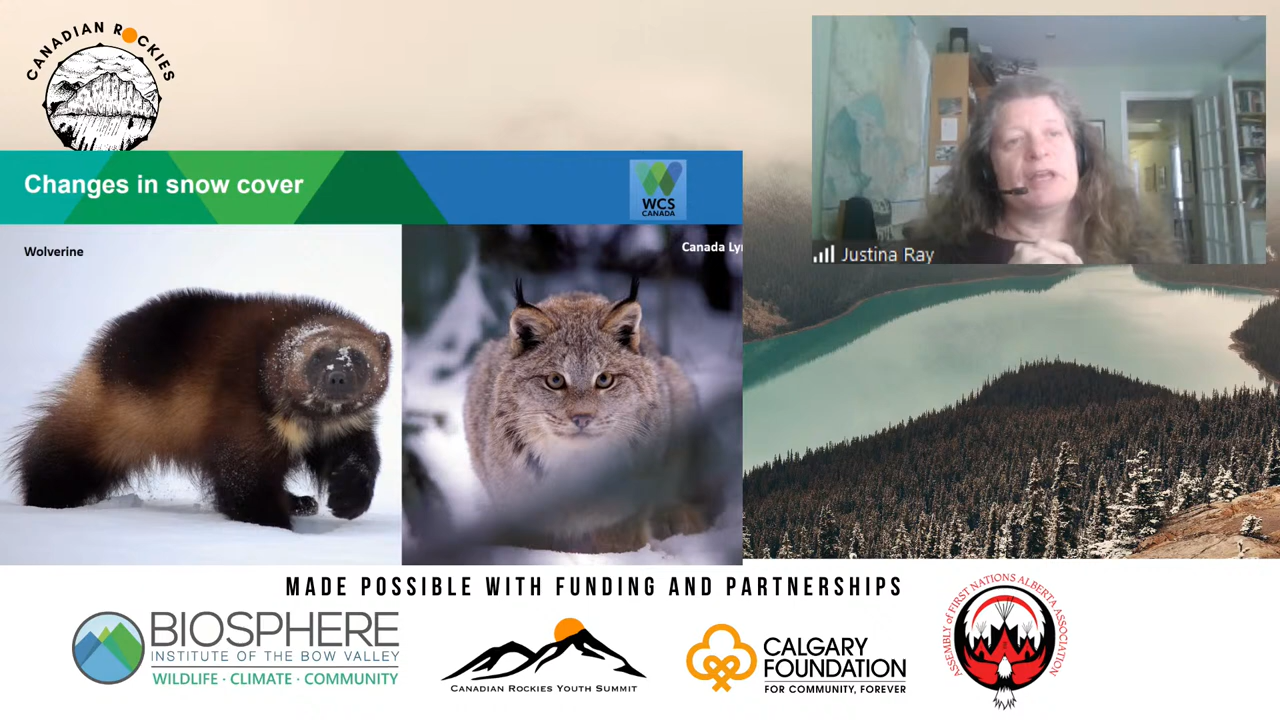 CANADIAN ROCKIES
Changes in snow cover
WCS
CANADA
Wolverine
Canada Ly
Justina Ray
MADE POSSIBLE WITH FUNDING AND PARTNERSHIPS
BIOSPHERE
INSTITUTE OF THE BOW VALLEY
WILDLIFE · CLIMATE · COMMUNITY
CANADIAN ROCKIES YOUTH SUMMIT
CALGARY
FOUNDATION
FOR COMMUNITY, FOREVER
ASSEMBLY of FIRST NATIONS ALBERTA ASSOCIATION